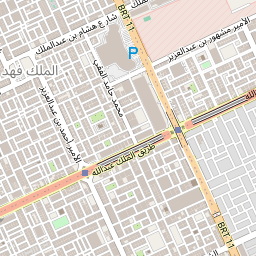 شارع هشام بن عبدالملك
BRT 11
P
الأمير مشهور بن عبدالعزيز
الملك فهد
محمد حامد الفقي
الأمير أحمد بن عبدالعزيز
طريق الملك عبدالله
BRT 11